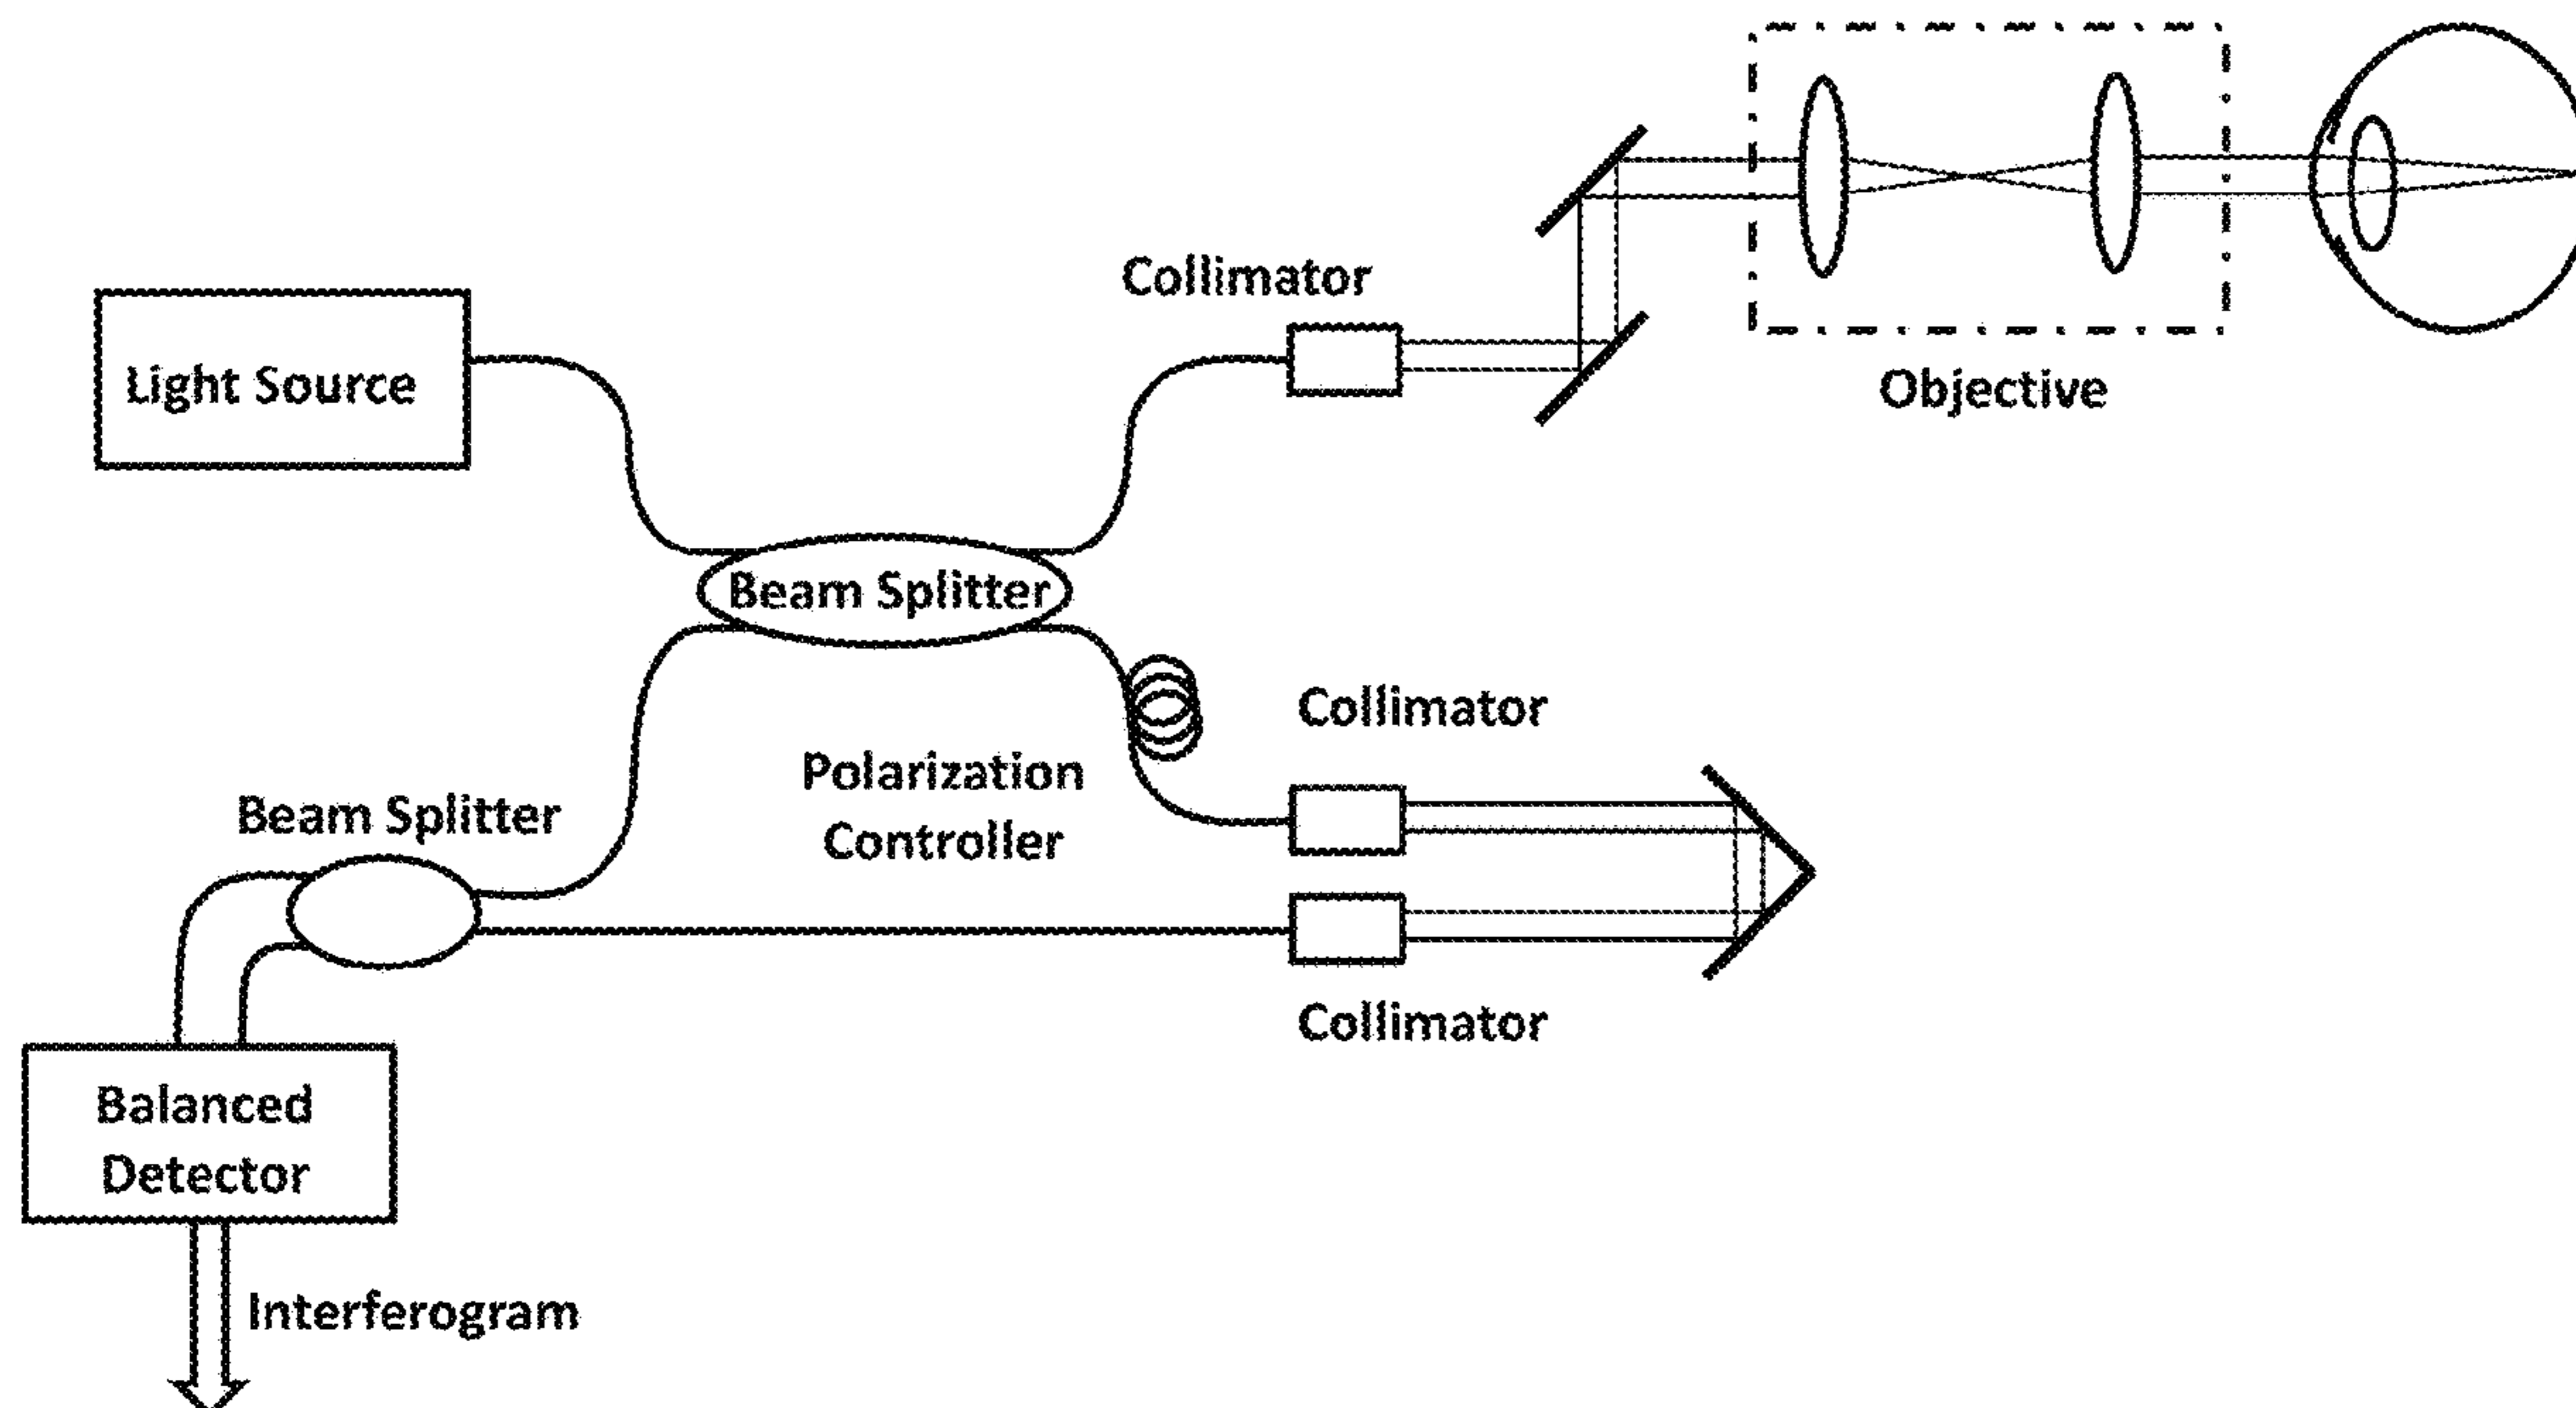 Collimator
Light Source
Objective
Beam Splitter
Collimator
Polarization
Controller
Beam Splitter
Collimator
Balanced
Detector
Interferogram